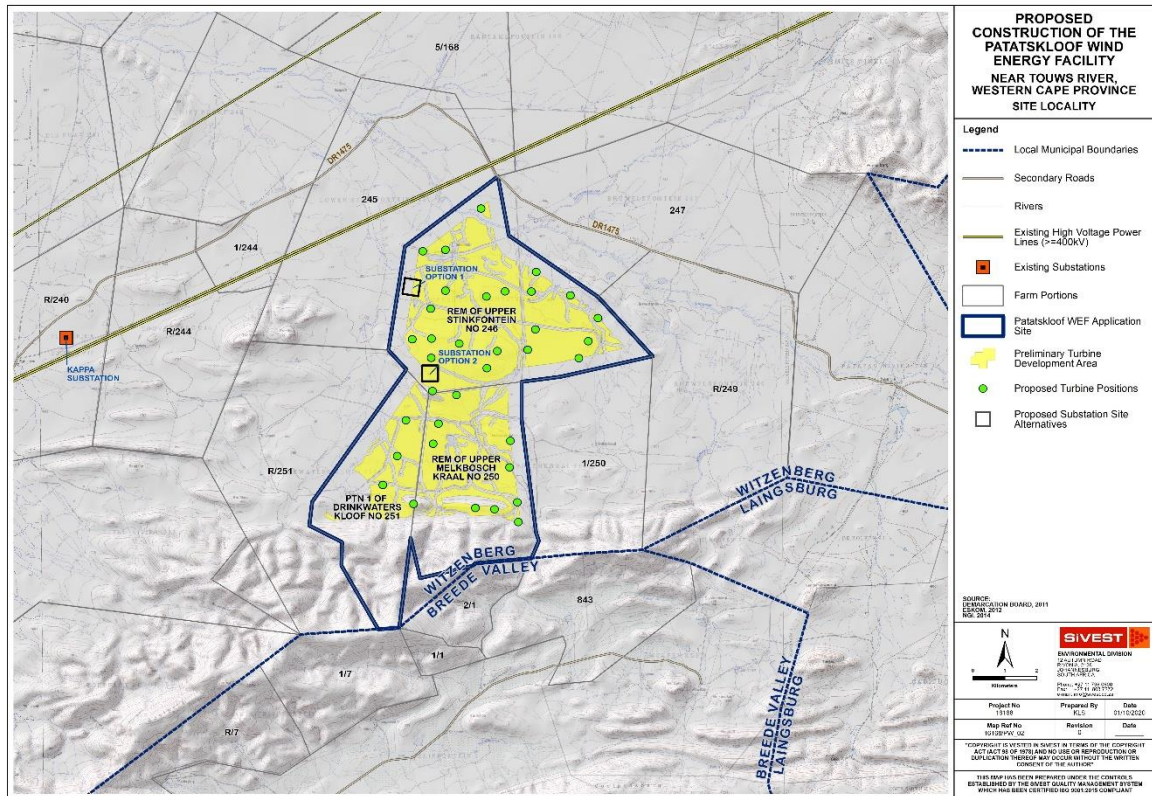 5/168
DR1475
245
247
DR1475
1/244
SUBSTATION
OPTION 1
R/240
R/244
REM OF UPPER
STINKFONTEIN
NO 246
KAPPA
SUBSTATION
SUBSTATION
OPTION 2
R/249
R/251
REM OF UPPER
MELKBOSCH
KRAAL NO 250
1/250
PTN 1 OF
DRINKWATERS
KLOOF NO 251
WITZENBERG
LAINGSBURG
WITZENBERG
BREEDE VALLEY
2/1
843
1/1
1/7
R/7
BREEDE VALLEY
LAINGSBURG
PROPOSED
CONSTRUCTION OF THE
PATATSKLOOF WIND
ENERGY FACILITY
NEAR TOUWS RIVER,
WESTERN CAPE PROVINCE
SITE LOCALITY
Legend
Local Municipal Boundaries
Secondary Roads
Rivers
Existing High Voltage Power
Lines (>=400kV)
Existing Substations
Farm Portions
Patatskloof WEF Application
Site
Preliminary Turbine
Development Area
Proposed Turbine Positions
Proposed Substation Site
Alternatives
SOURCE:
DEMARCATION BOARD, 2011
ESKOM, 2012
NGI, 2014
N
0 1 2
Kilometers
SiVEST
ENVIRONMENTAL DIVISION
JOHANNESBURG
SOUTH AFRICA
Project No
Prepared By
KLS
Date
01/10/2020
Map Ref No
Revision
0
Date
"COPYRIGHT IS VESTED IN SIVEST IN TERMS OF THE COPYRIGHT
ACT (ACT 98 OF 1978) AND NO USE OR REPRODUCTION OR
DUPLICATION THEREOF MAY OCCUR WITHOUT THE WRITTEN
CONSENT OF THE AUTHOR"
THIS MAP HAS BEEN PREPARED UNDER THE CONTROLS
ESTABLISHED BY THE SIVEST QUALITY MANAGEMENT SYSTEM
WHICH HAS BEEN CERTIFIED ISO 9001:2015 COMPLIANT